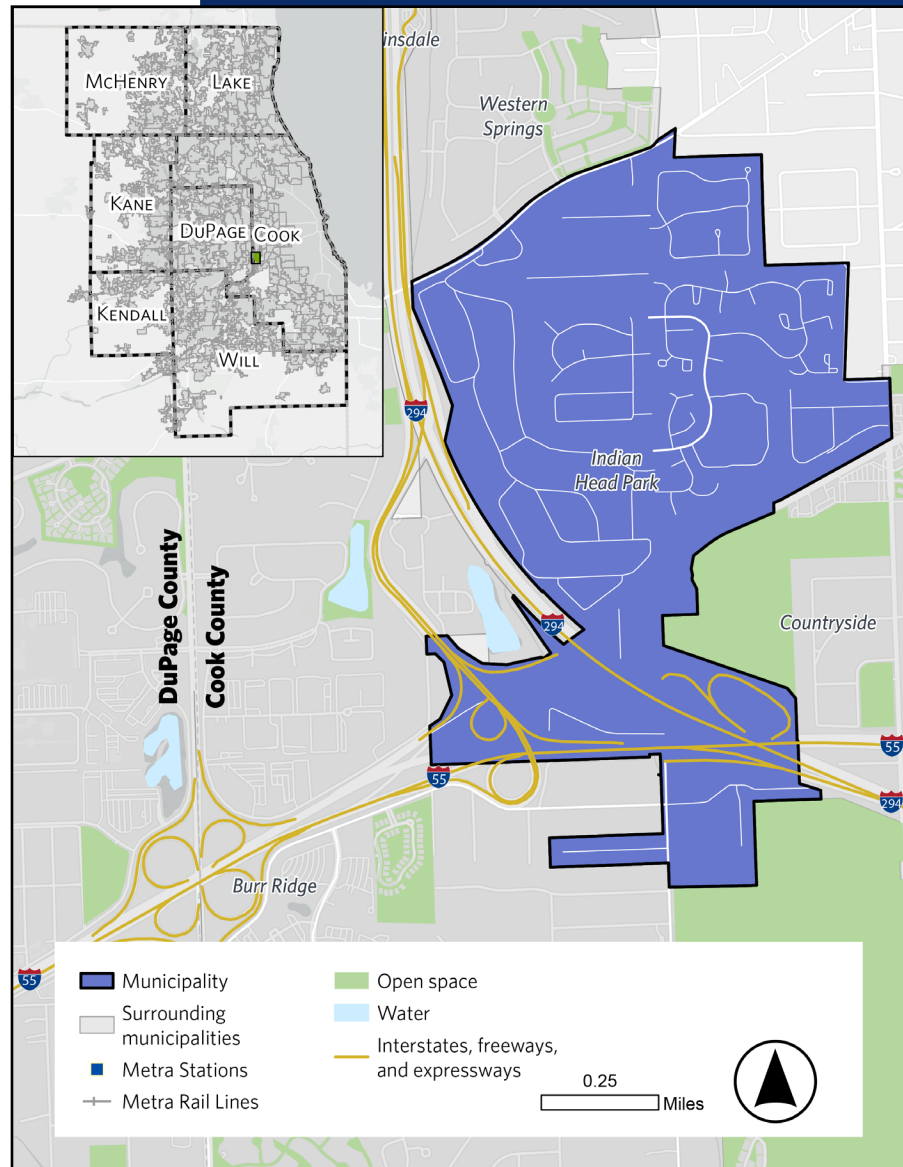 MCHENRY
LAKE
KANE
DUPAGE
COOK
KENDALL
WILL
insdale
Western
Springs
294
Indian
Head Park
DuPage County
Cook County
294
Countryside
55
55
294
Burr Ridge
55
Municipality
Surrounding
municipalities
Metra Stations
Metra Rail Lines
Open space
Water
Interstates, freeways,
and expressways
0.25
Miles